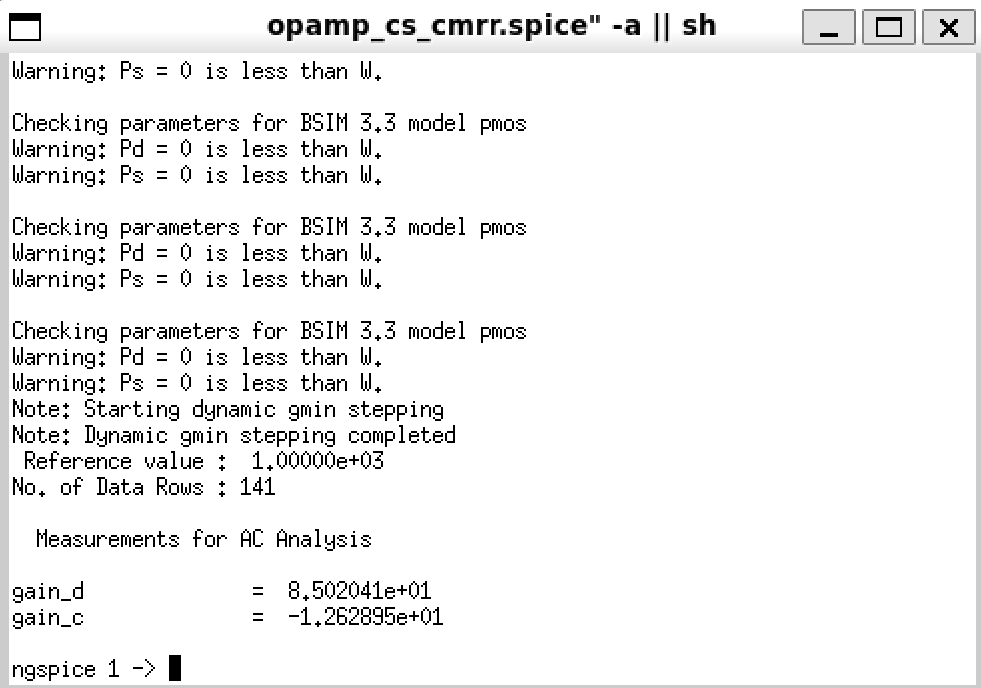 opamp_cs_cmrr.spice" -a || sh
Warning: Ps = 0 is less than W.
Checking parameters for BSIM 3.3 model pmos
Warning: Pd = 0 is less than W.
Warning: Ps = 0 is less than W.
Checking parameters for BSIM 3.3 model pmos
Warning: Pd = 0 is less than W.
Warning: Ps = 0 is less than W.
Checking parameters for BSIM 3.3 model pmos
Warning: Pd = 0 is less than W.
Warning: Ps = 0 is less than W.
Note: Starting dynamic gmin stepping
Note: Dynamic gmin stepping completed
Reference value : 1.00000e+03
No. of Data Rows : 141
Measurements for AC Analysis
gain_d = 8.502041e+01
gain_c = -1.262895e+01
ngspice 1 ->